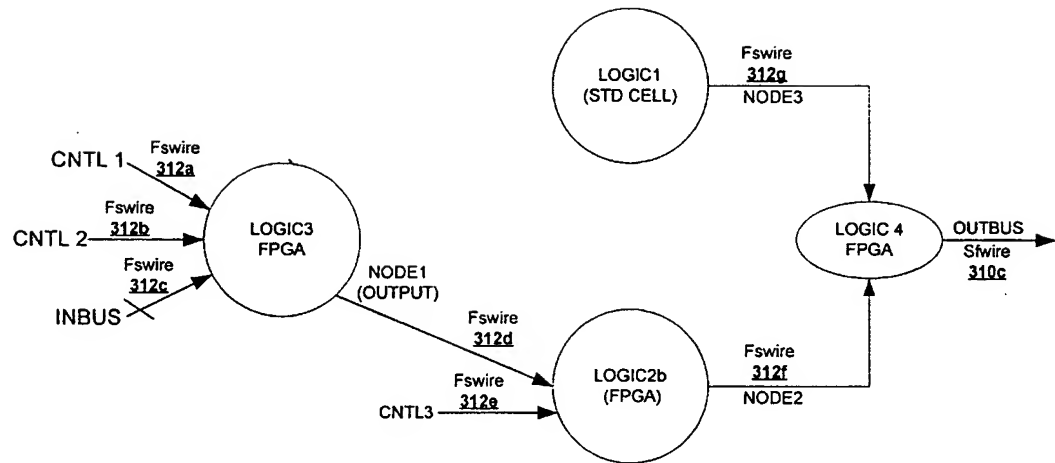 LOGIC1
(STD CELL)
Fswire
312g
NODE3
CNTL 1
Fswire
312a
CNTL 2
Fswire
312b
INBUS
Fswire
312c
LOGIC3
FPGA
NODE1
(OUTPUT)
Fswire
312d
CNTL3
Fswire
312e
LOGIC2b
(FPGA)
Fswire
312f
NODE2
LOGIC 4
FPGA
OUTBUS
Sfwire
310c